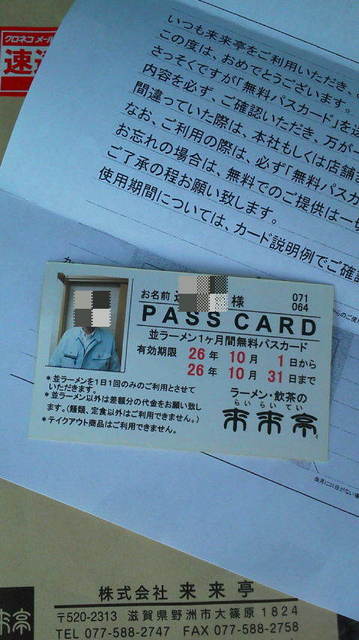 クロネコメール
速
いつも来来亭をご利用いただき、
この度は、おめでとうございます。
さっそくですが「無料パスカード」を
内容を必ず、ご確認いただき、万が一
間違っていた際は、本社もしくは店舗
なお、ご利用の際は、必ず「無料パス
お忘れの場合は、無料でのご提供は一切
ご了承の程お願い致します。
使用期間については、カード説明例でご確認
お名前
様
071
064
PASS CARD
並ラーメン1ヶ月間無料パスカード
有効期限 26年 10月 1日から
26年 10月 31日まで
*並ラーメンを1日1回のみのご利用とさせて
いただきます。
*並ラーメン以外は差額分の代金をお願い致し
ます。(麺類、定食以外はご利用できません。)
*テイクアウト商品はご利用できません。
ラーメン・飲茶の
らいらいてい
来来亭
株式会社 来来亭
来亭
〒520-2313 滋賀県野洲市大篠原1824
TEL 077-588-2747 FAX 077-588-2758